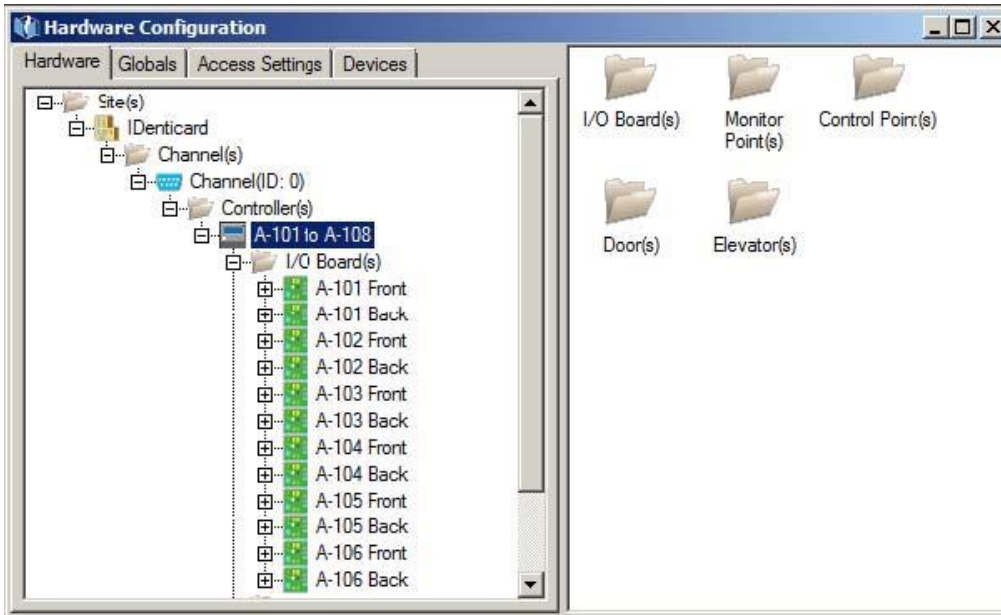 Hardware Configuration
Hardware Globals Access Settings Devices
Site(s)
IDenticard
Channel(s)
Channel(ID: 0)
Controller(s)
A-101 to A-108
I/O Board(s)
A-101 Front
A-101 Back
A-102 Front
A-102 Back
A-103 Front
A-103 Back
A-104 Front
A-104 Back
A-105 Front
A-105 Back
A-106 Front
A-106 Back
I/O Board(s)
Monitor
Point(s)
Control Point(s)
Door(s)
Elevator(s)